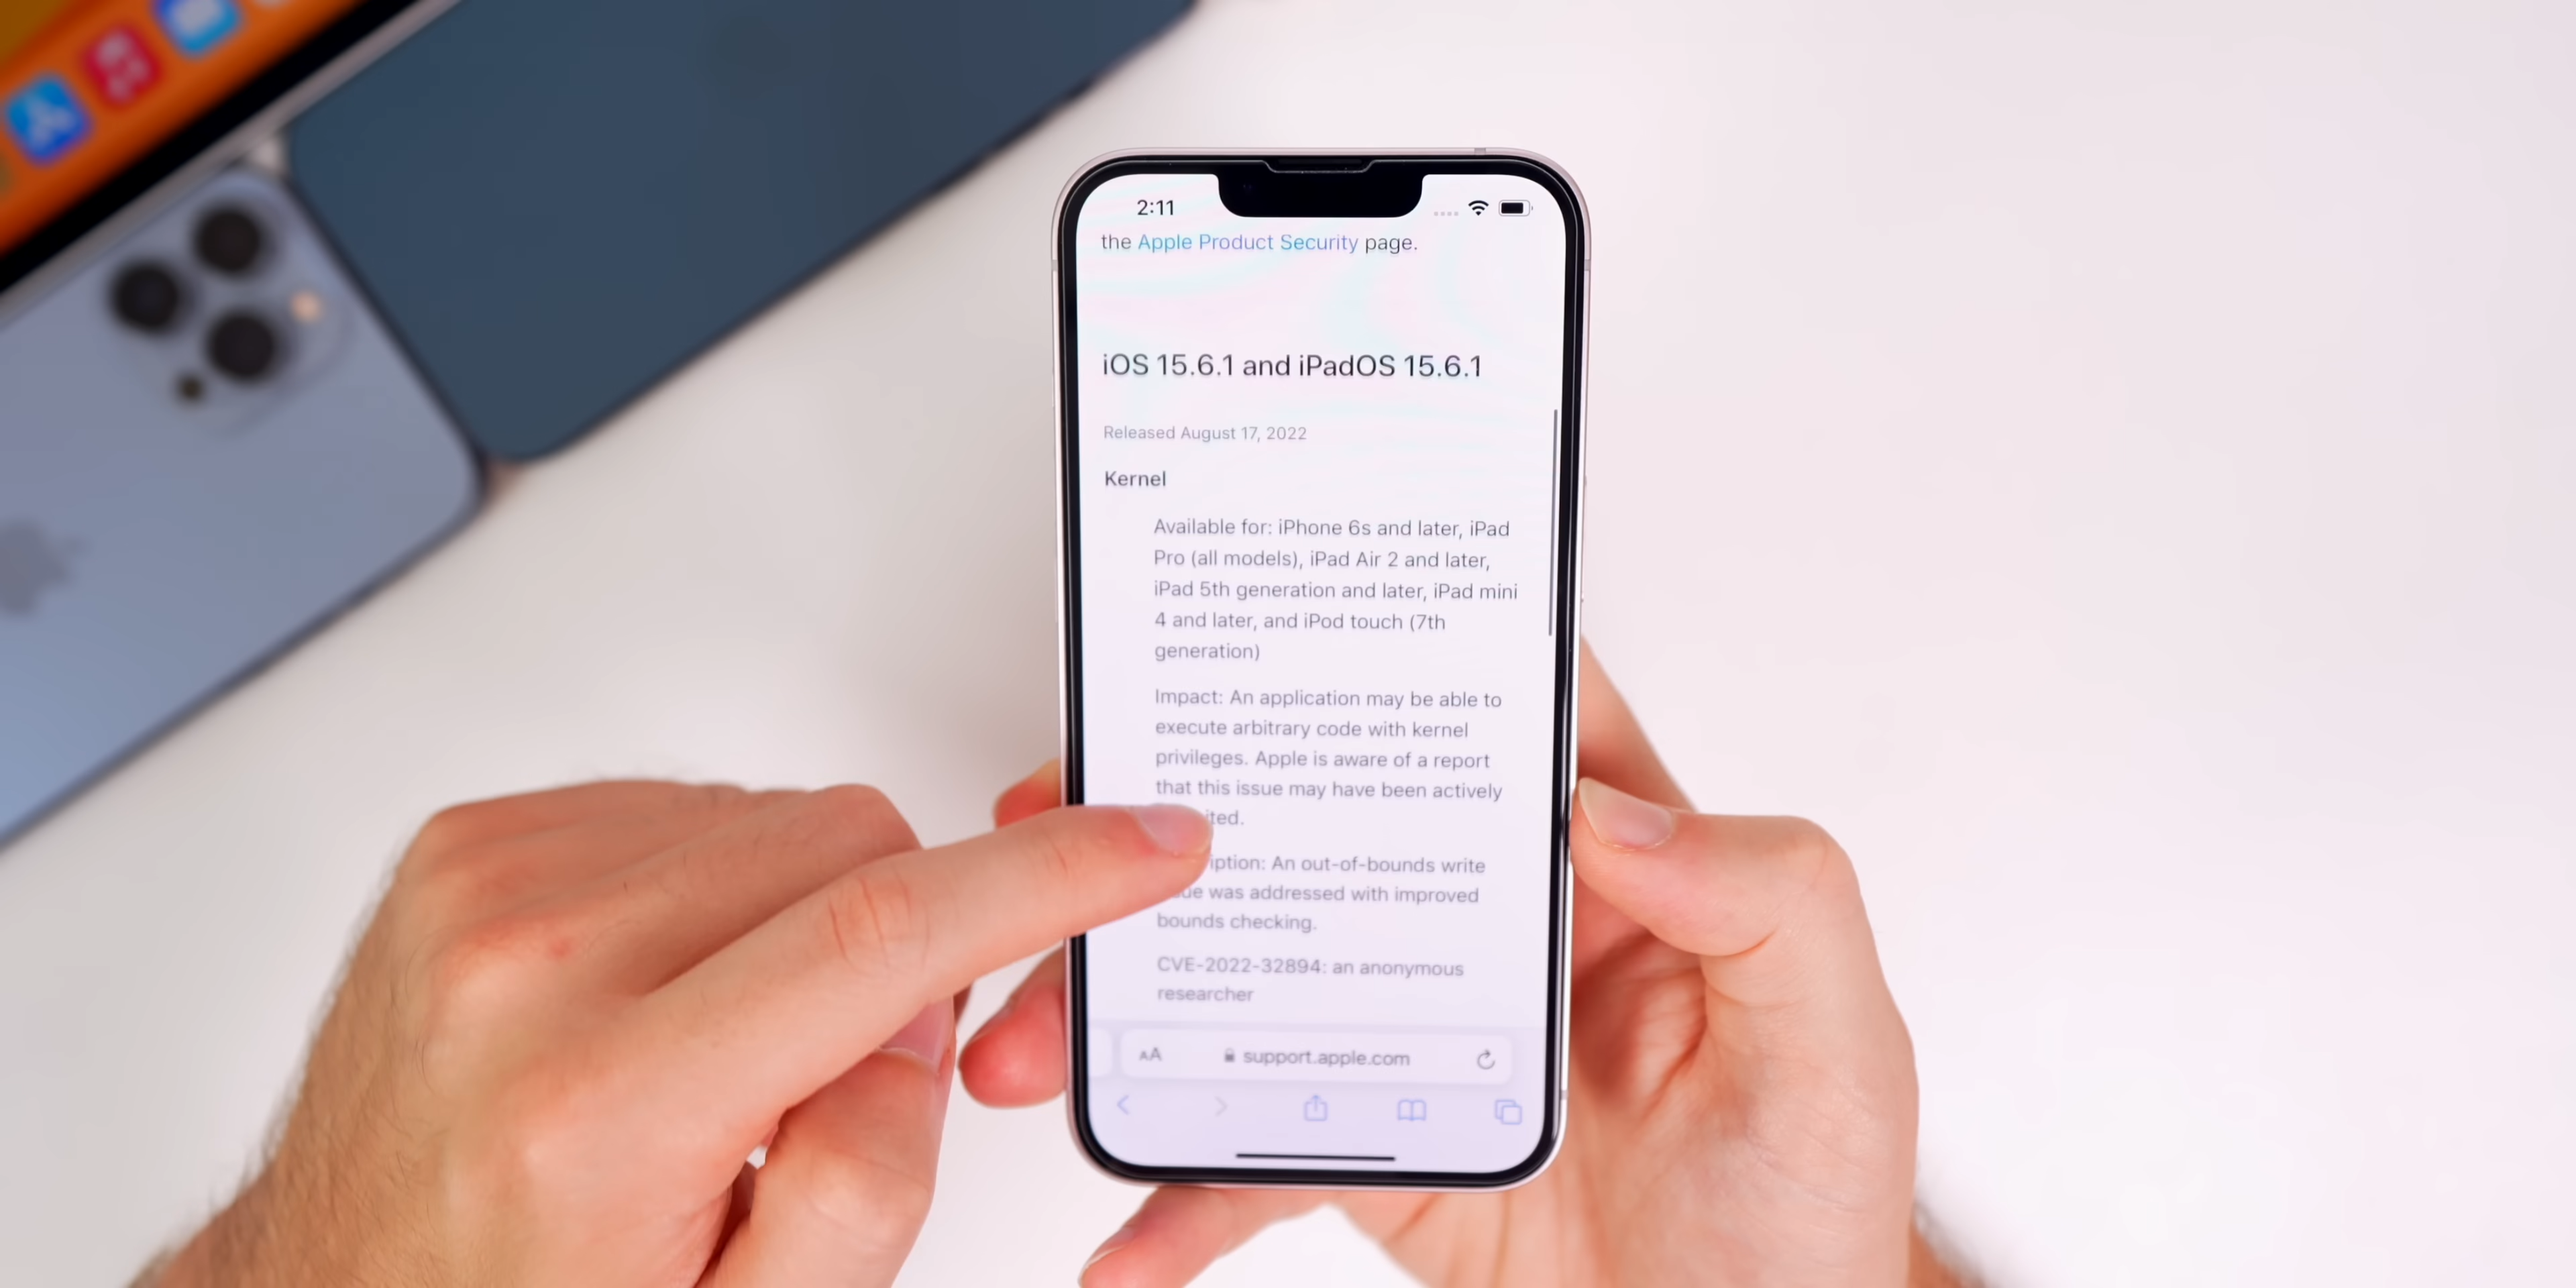 2:11
the Apple Product Security page.
iOS 15.6.1 and iPadOS 15.6.1
Released August 17, 2022
Kernel
Available for: iPhone 6s and later, iPad
Pro (all models), iPad Air 2 and later,
iPad 5th generation and later, iPad mini
4 and later, and iPod touch (7th
generation)
Impact: An application may be able to
execute arbitrary code with kernel
privileges. Apple is aware of a report
that this issue may have been actively
ited.
iption: An out-of-bounds write
ue was addressed with improved
bounds checking.
CVE-2022-32894: an anonymous
researcher
AA support.apple.com